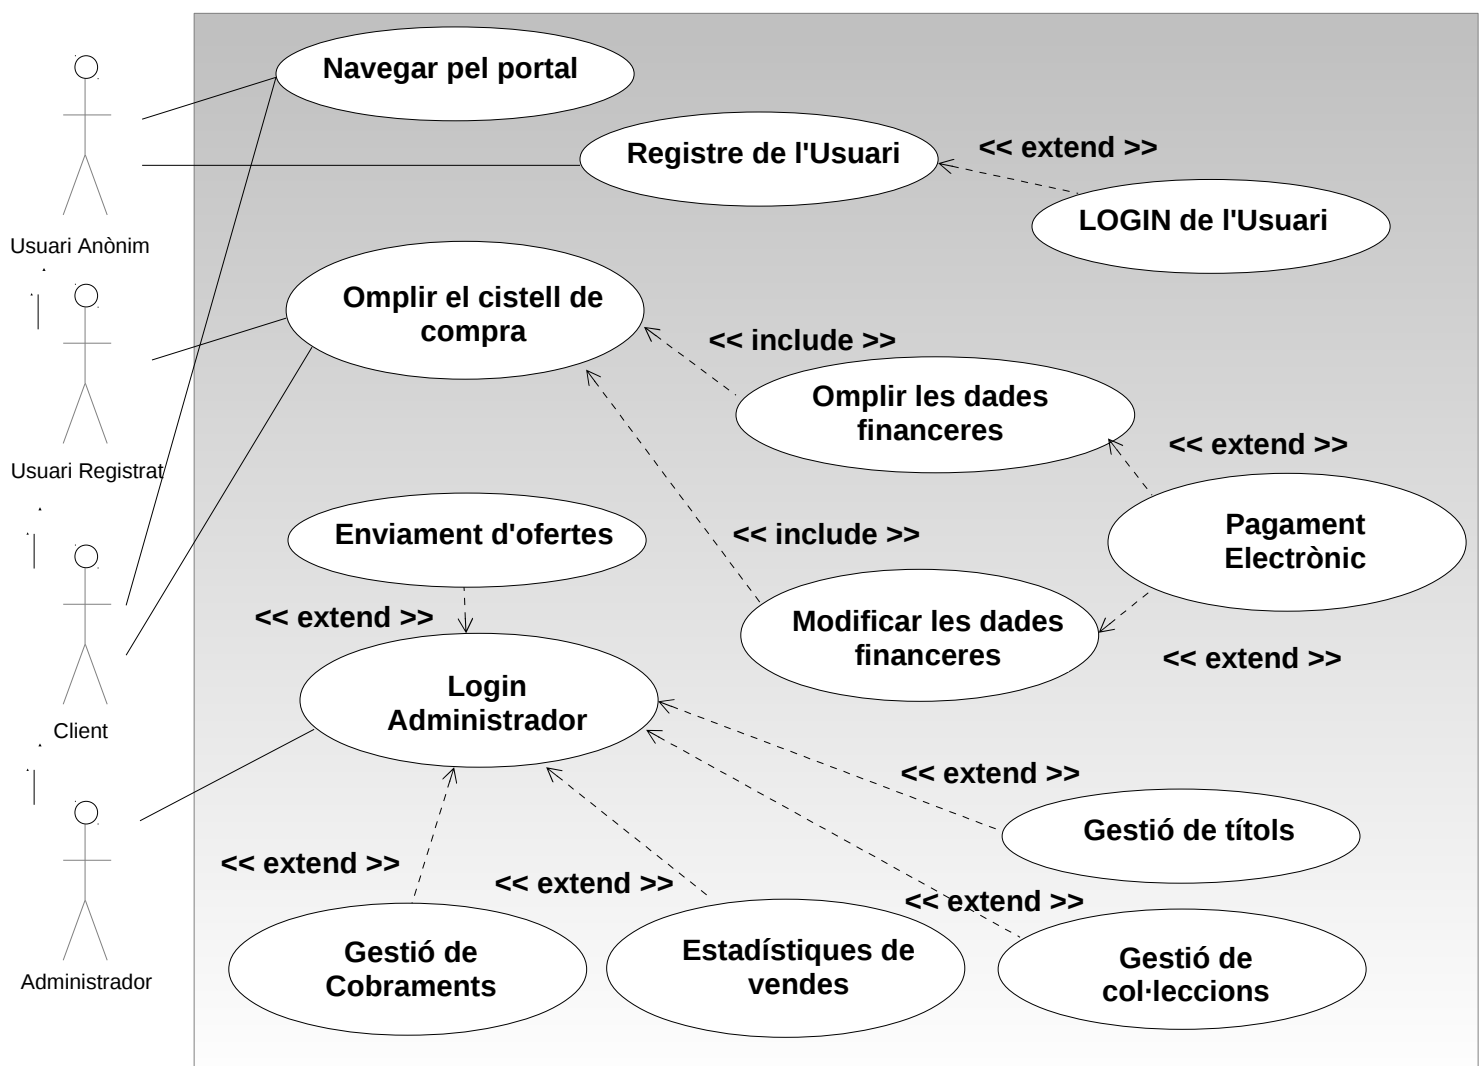 Navegar pel portal
Registre de l'Usuari
<< extend >>
LOGIN de l'Usuari
Usuari Anònim
Omplir el cistell de
compra
<< include >>
Omplir les dades
financeres
<< extend >>
Usuari Registrat
Enviament d'ofertes
<< include >>
Pagament
Electrònic
<< extend >>
Modificar les dades
financeres
<< extend >>
Login
Administrador
Client
<< extend >>
Gestió de títols
<< extend >>
<< extend >>
<< extend >>
Gestió de
Cobraments
Estadístiques de
vendes
Gestió de
col·leccions
Administrador